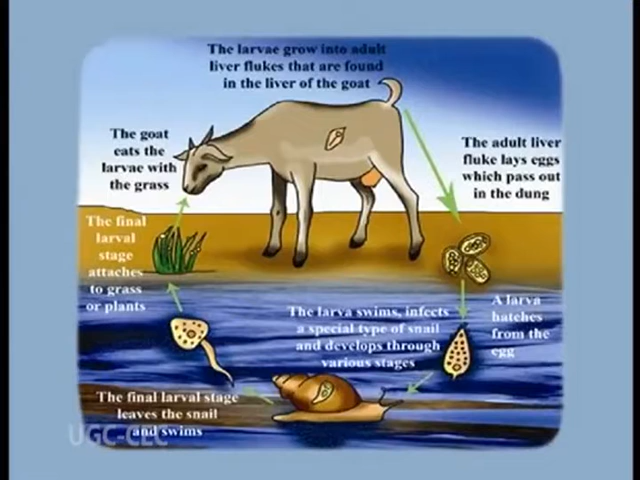 The larvae grow into adult
liver flukes that are found
in the liver of the goat
The goat
eats the
larvae with
the grass
The adult liver
fluke lays eggs
which pass out
in the dung
The final
larval
stage
attaches
to grass
or plants
A larva
hatches
from the
egg
The larva swims, infects
a special type of snail
and develops through
various stages
The final larval stage
leaves the snail
and swims
UGC-CEC